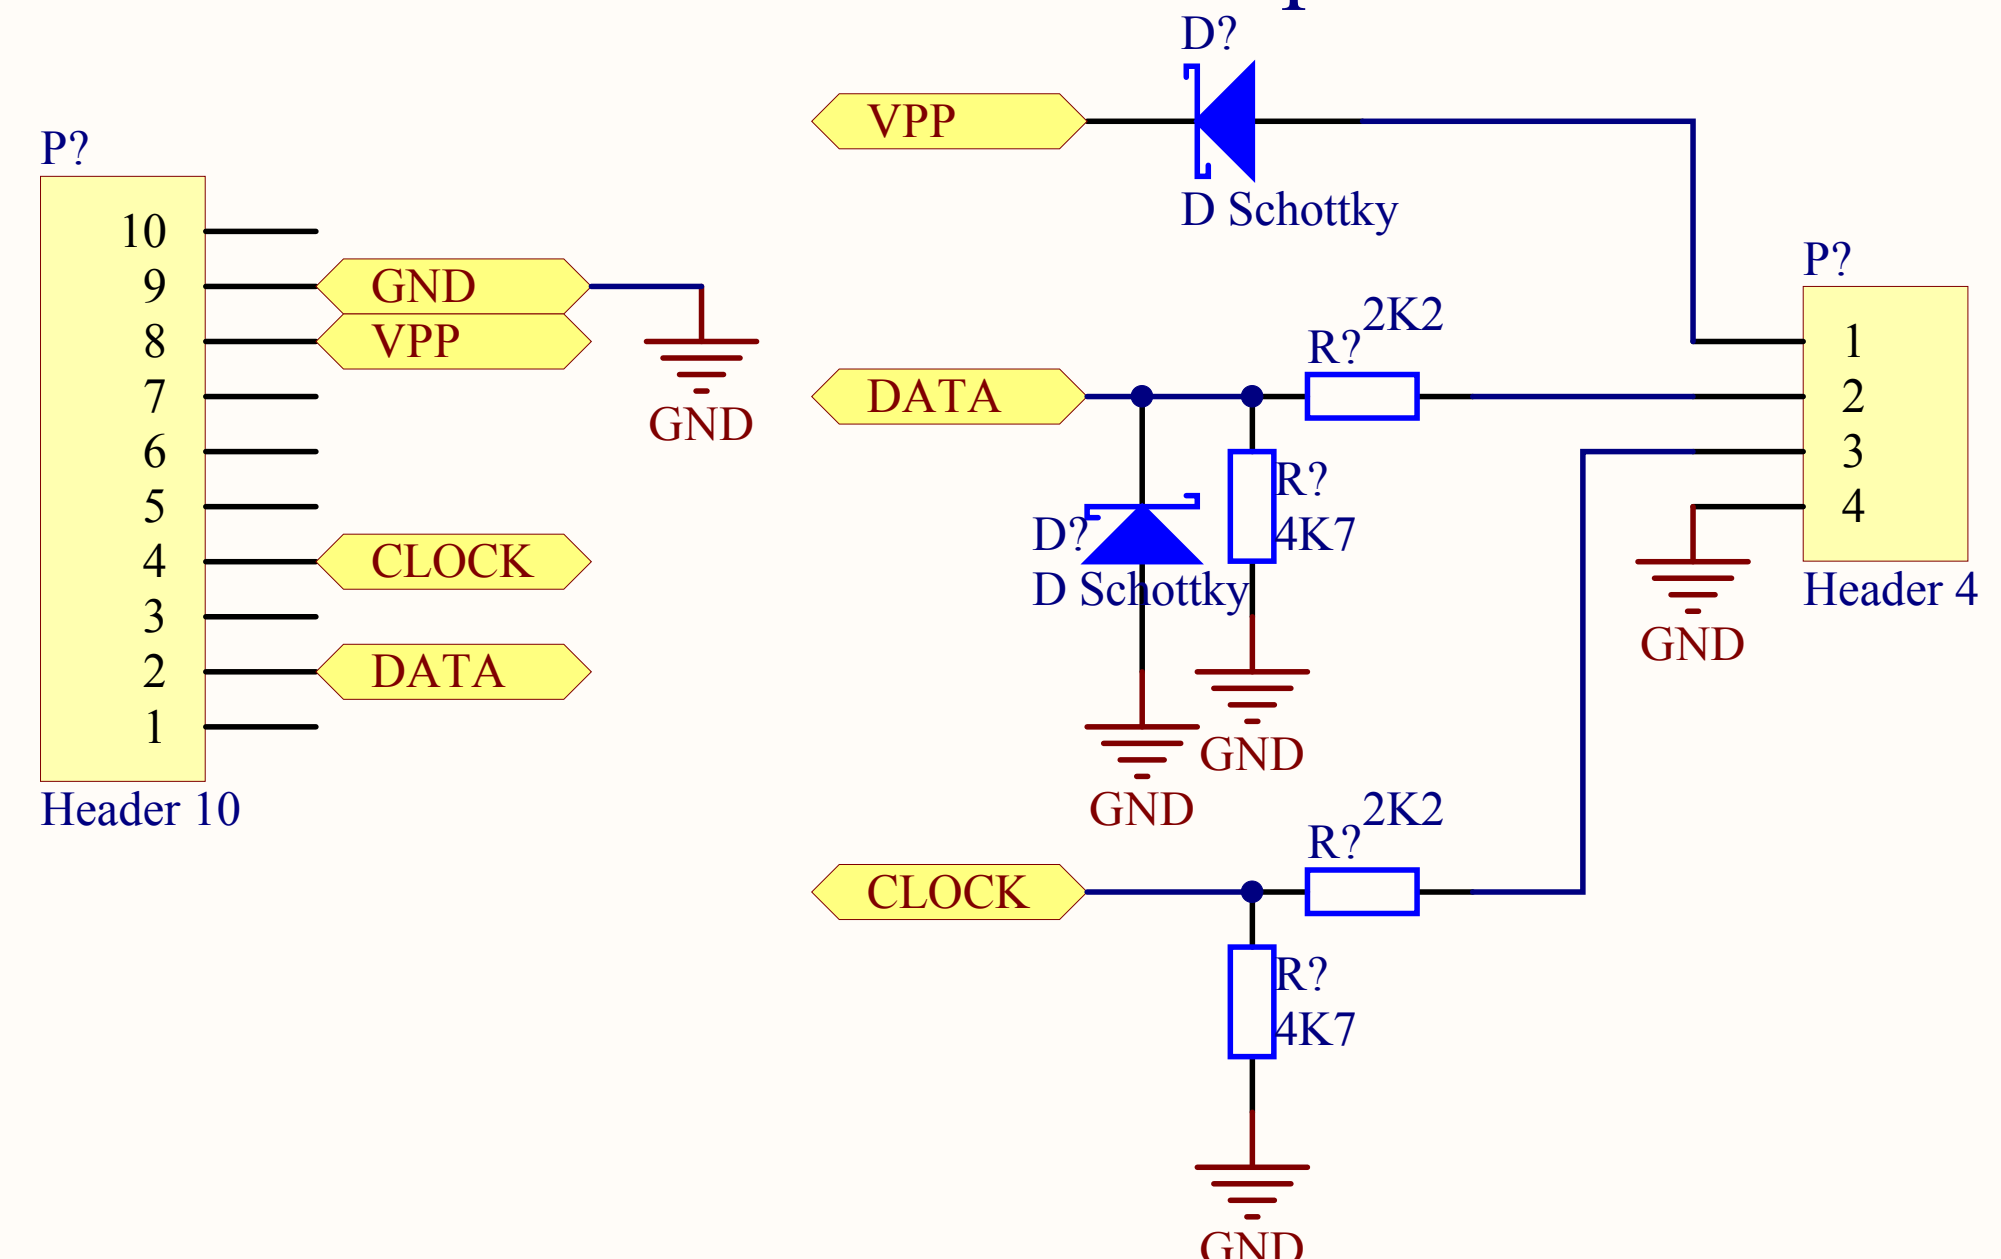 P?
10
9
8
7
6
5
4
3
2
1
Header 10
GND
VPP
CLOCK
DATA
GND
D?
VPP
D Schottky
DATA
R?
2K2
R?
4K7
D?
D Schottky
GND
GND
CLOCK
R?
2K2
R?
4K7
GND
P?
1
2
3
4
Header 4
GND